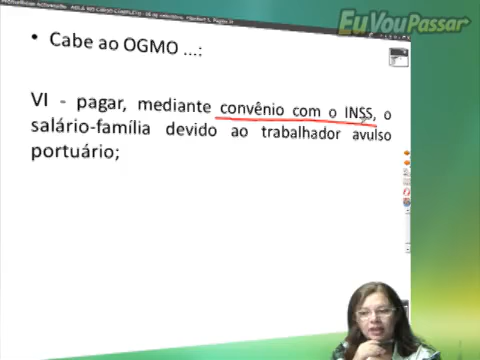 EuVouPassar
• Cabe ao OGMO ...:
VI - pagar, mediante convênio com o INSS, o
salário-família devido ao trabalhador avulso
portuário;